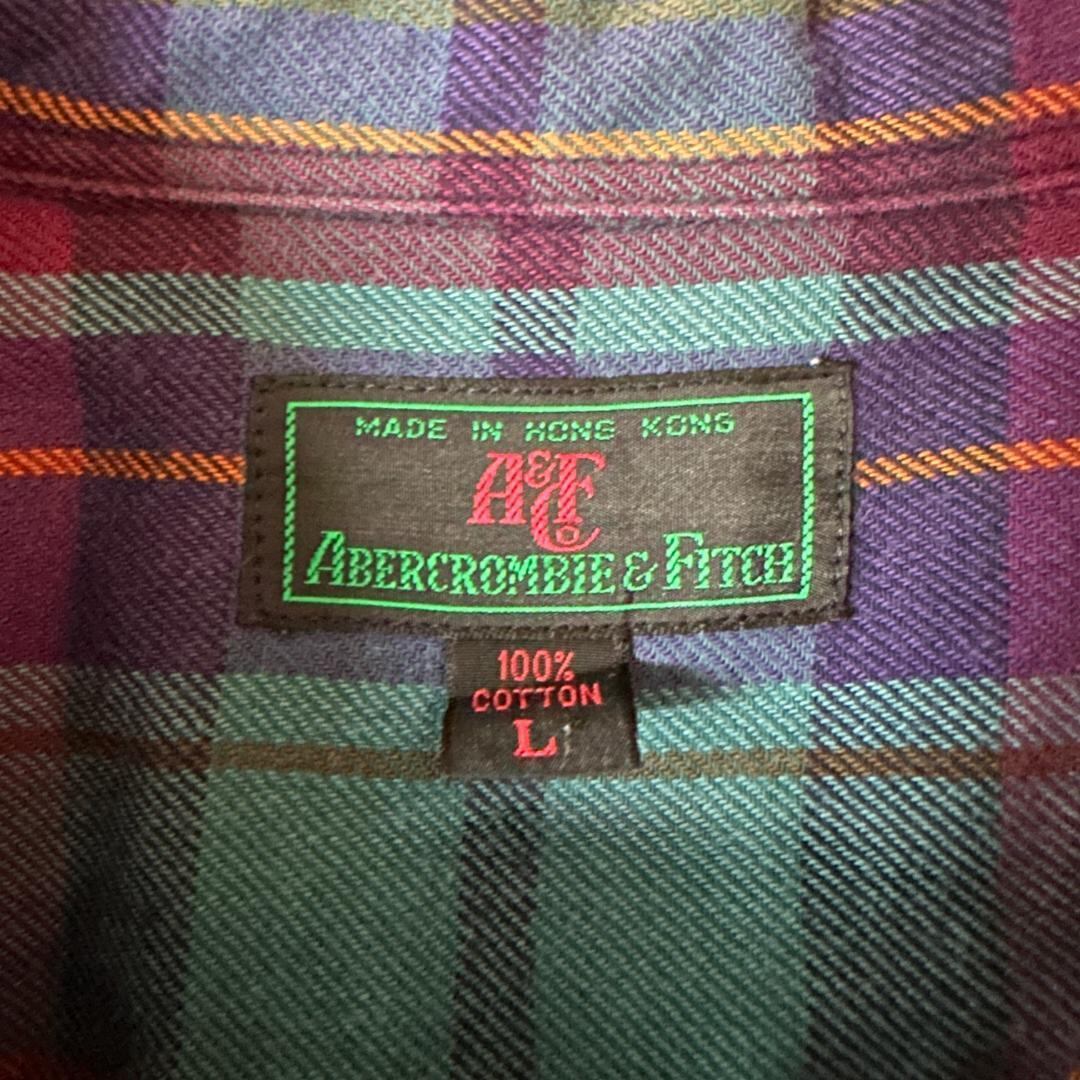 MADE IN HONG KONG
A&F Co
ABERCROMBIE & FITCH
100%
COTTON
L